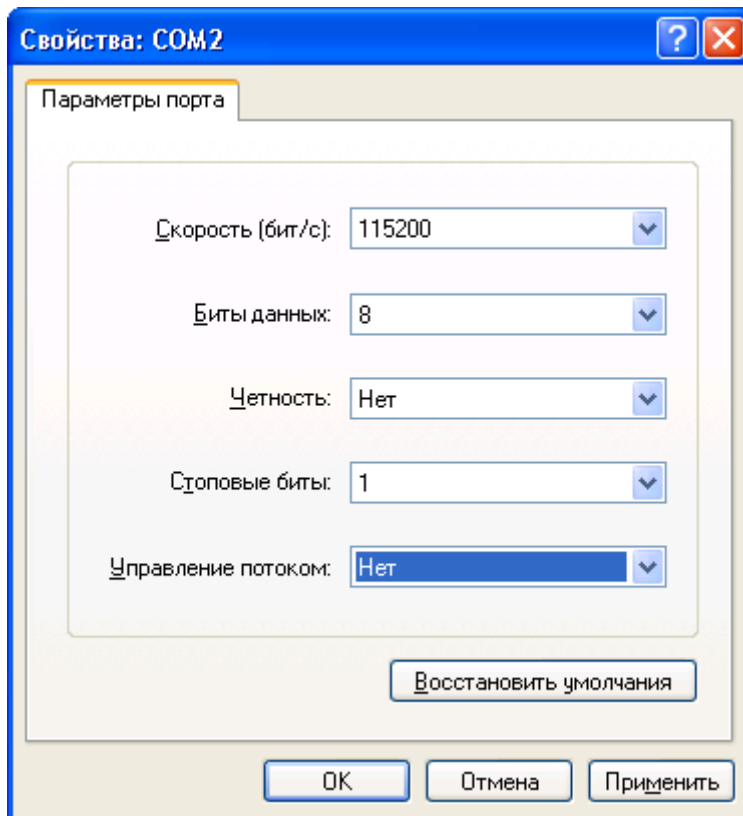 Свойства: COM2
Параметры порта
Скорость (бит/с): 115200
Биты данных: 8
Четность: Нет
Стоповые биты: 1
Управление потоком: Нет
Восстановить умолчания
OK Отмена Применить